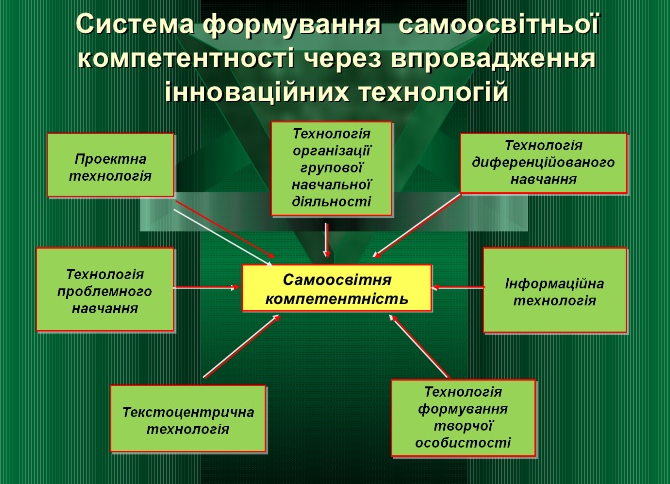 Система формування самоосвітньої
компетентності через впровадження
інноваційних технологій
Проектна
технологія
Технологія
організації
групової
навчальної
діяльності
Технологія
диференційованого
навчання
Технологія
проблемного
навчання
Самоосвітня
компетентність
Інформаційна
технологія
Текстоцентрична
технологія
Технологія
формування
творчої
особистості